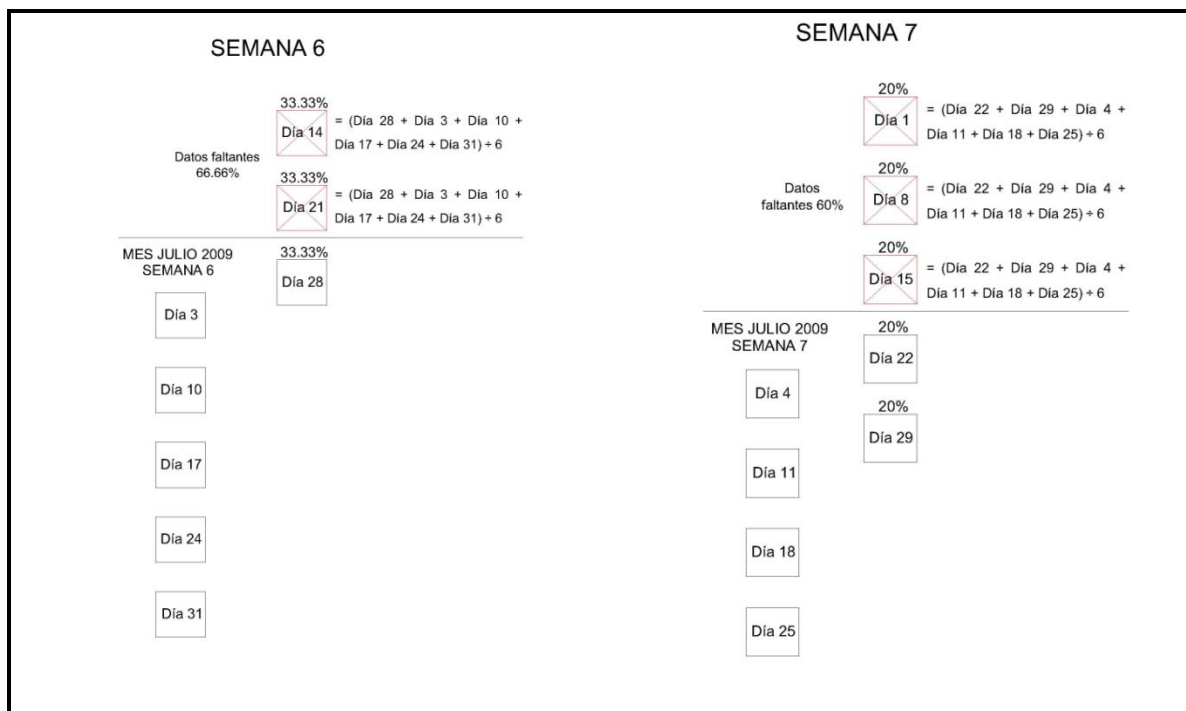 SEMANA 6
33.33%
Día 14
= (Día 28 + Día 3 + Día 10 +
Día 17 + Día 24 + Día 31) ÷ 6
Datos faltantes
66.66%
33.33%
Día 21
= (Día 28 + Día 3 + Día 10 +
Día 17 + Día 24 + Día 31) ÷ 6
MES JULIO 2009
SEMANA 6
33.33%
Día 28
Día 3
Día 10
Día 17
Día 24
Día 31
SEMANA 7
20%
Día 1
= (Día 22 + Día 29 + Día 4 +
Día 11 + Día 18 + Día 25) ÷ 6
Datos
faltantes 60%
20%
Día 8
= (Día 22 + Día 29 + Día 4 +
Día 11 + Día 18 + Día 25) ÷ 6
20%
Día 15
= (Día 22 + Día 29 + Día 4 +
Día 11 + Día 18 + Día 25) ÷ 6
MES JULIO 2009
SEMANA 7
20%
Día 22
Día 4
20%
Día 29
Día 11
Día 18
Día 25